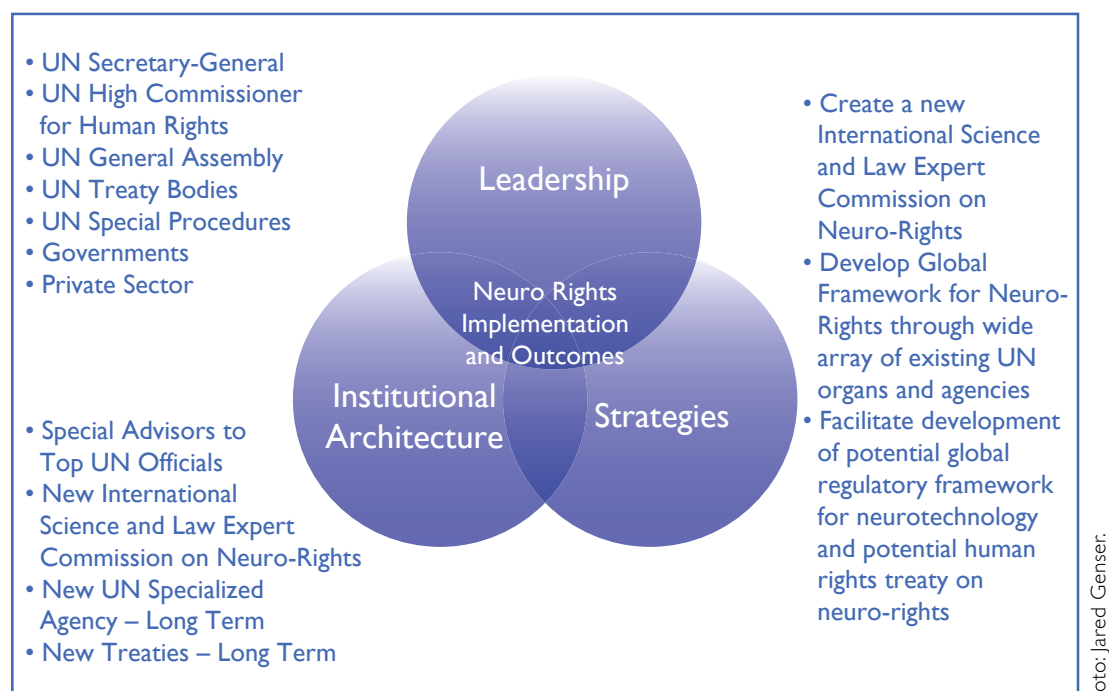 • UN Secretary-General
• UN High Commissioner
for Human Rights
• UN General Assembly
• UN Treaty Bodies
• UN Special Procedures
• Governments
• Private Sector
Leadership
Neuro Rights
Implementation
and Outcomes
Institutional
Architecture
Strategies
• Special Advisors to
Top UN Officials
• New International
Science and Law Expert
Commission on Neuro-Rights
• New UN Specialized
Agency – Long Term
• New Treaties – Long Term
• Create a new
International Science
and Law Expert
Commission on
Neuro-Rights
• Develop Global
Framework for Neuro-
Rights through wide
array of existing UN
organs and agencies
• Facilitate development
of potential global
regulatory framework
for neurotechnology
and potential human
rights treaty on
neuro-rights
oto: Jared Genser.